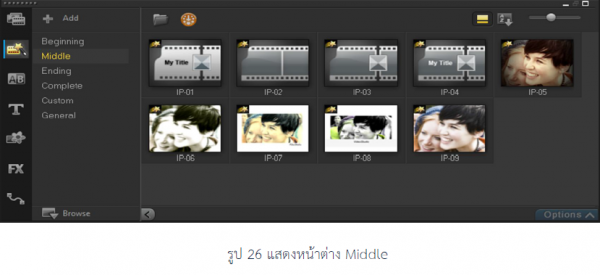 Add
Beginning
Middle
Ending
Complete
Custom
General
AB
T
FX
Browse
My Title
My Title
IP-01
IP-02
IP-03
IP-04
IP-05
IP-06
IP-07
IP-08
IP-09
Options
รูป 26 แสดงหน้าต่าง Middle